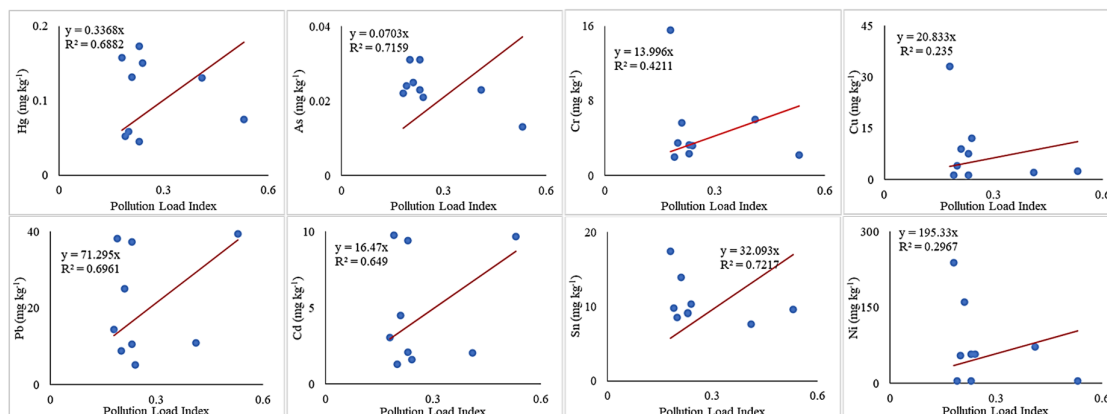 y = 0.3368x
R² = 0.6882
0.2
0.1
0
Hg (mg kg⁻¹)
0 0.3 0.6
Pollution Load Index
y = 0.0703x
R² = 0.7159
0.04
0.02
0
As (mg kg⁻¹)
0 0.3 0.6
Pollution Load Index
y = 13.996x
R² = 0.4211
16
8
0
Cr (mg kg⁻¹)
0 0.3 0.6
Pollution Load Index
y = 20.833x
R² = 0.235
45
30
15
0
Cu (mg kg⁻¹)
0 0.3 0.6
Pollution Load Index
y = 71.295x
R² = 0.6961
40
20
0
Pb (mg kg⁻¹)
0 0.3 0.6
Pollution Load Index
y = 16.47x
R² = 0.649
10
5
0
Cd (mg kg⁻¹)
0 0.3 0.6
Pollution Load Index
y = 32.093x
R² = 0.7217
20
10
0
Sn (mg kg⁻¹)
0 0.3 0.6
Pollution Load Index
y = 195.33x
R² = 0.2967
300
150
0
Ni (mg kg⁻¹)
0 0.3 0.6
Pollution Load Index